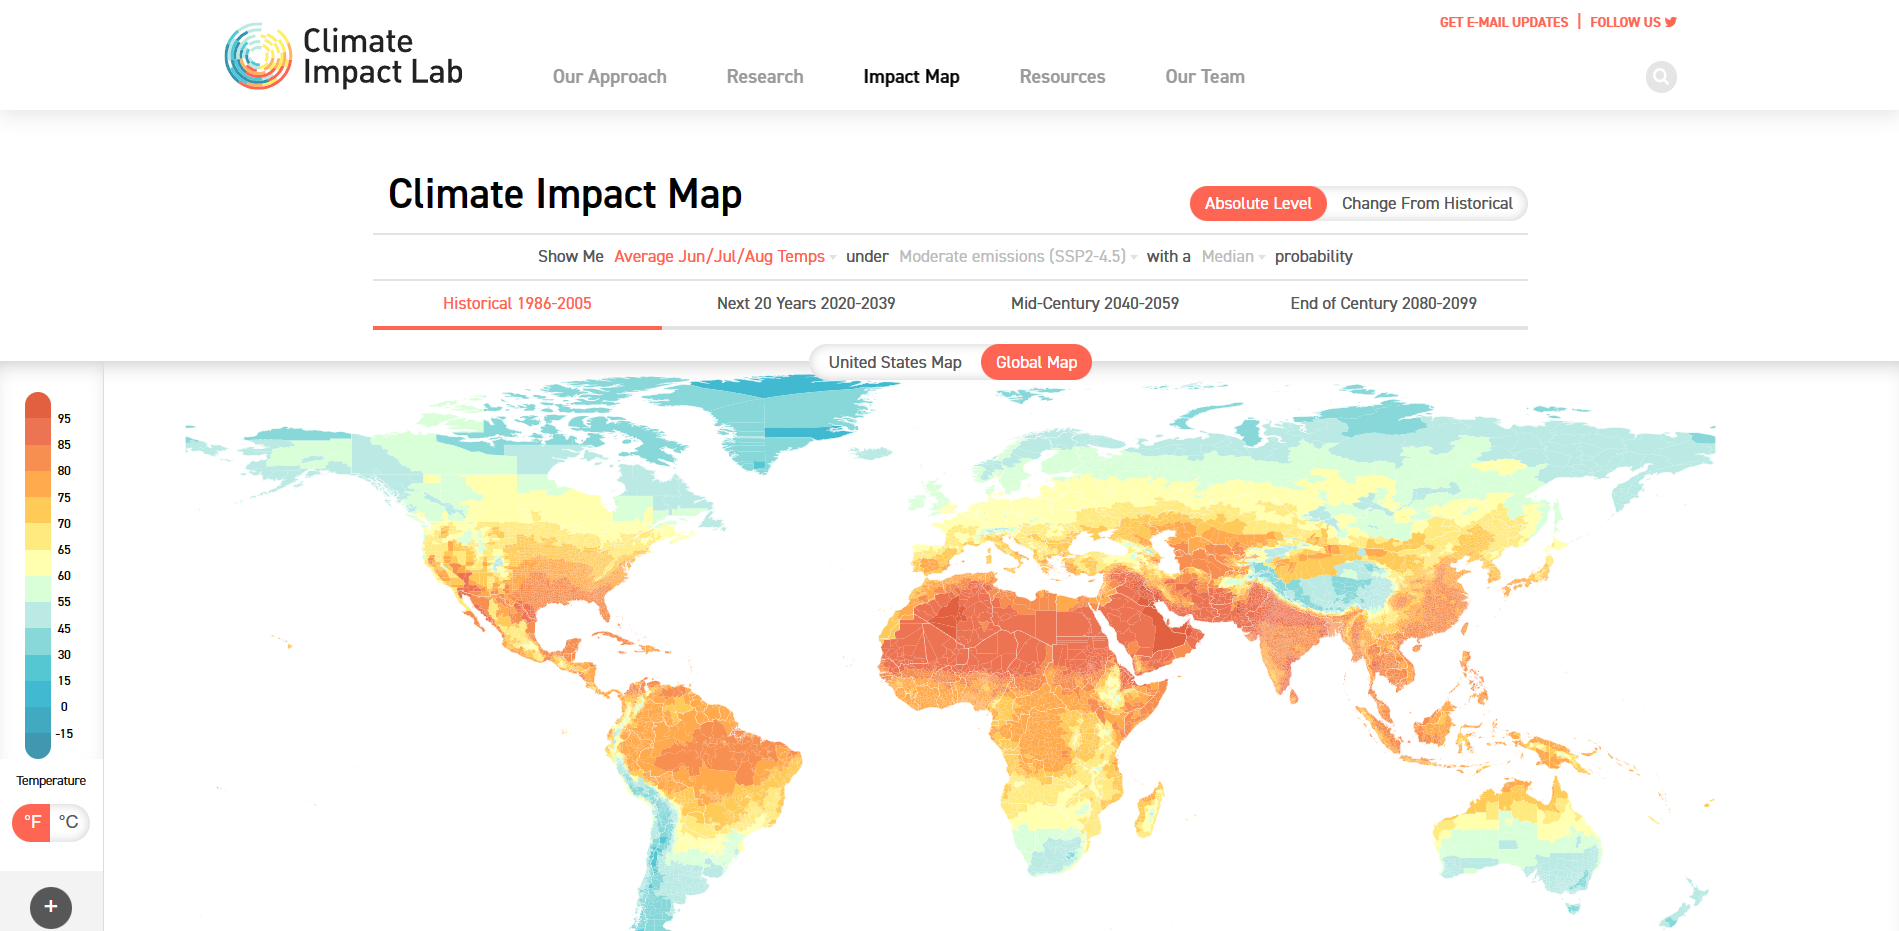 GET E-MAIL UPDATES | FOLLOW US
Climate
Impact Lab
Our Approach Research Impact Map Resources Our Team
Climate Impact Map
Absolute Level Change From Historical
Show Me Average Jun/Jul/Aug Temps under Moderate emissions (SSP2-4.5) with a Median probability
Historical 1986-2005 Next 20 Years 2020-2039 Mid-Century 2040-2059 End of Century 2080-2099
United States Map Global Map
95
85
80
75
70
65
60
55
45
30
15
0
-15
Temperature
°F °C
+